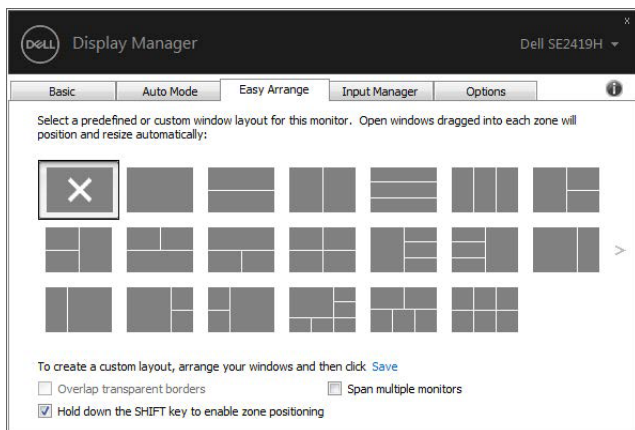 DELL Display Manager
Dell SE2419H
Basic
Auto Mode
Easy Arrange
Input Manager
Options
Select a predefined or custom window layout for this monitor. Open windows dragged into each zone will
position and resize automatically:
To create a custom layout, arrange your windows and then click Save
Overlap transparent borders
Span multiple monitors
Hold down the SHIFT key to enable zone positioning